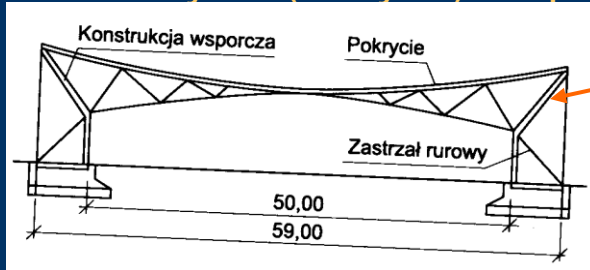 Konstrukcja wsporcza
Pokrycie
Zastrzał rurowy
50,00
59,00